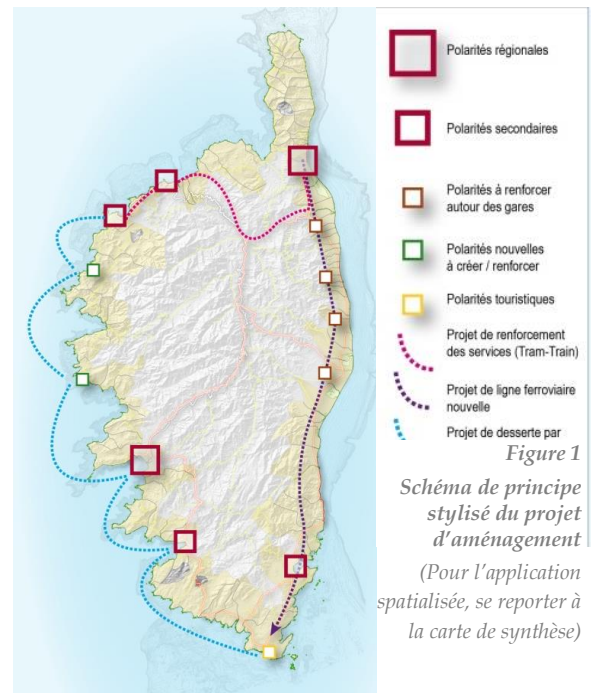 Polarités régionales
Polarités secondaires
Polarités à renforcer
autour des gares
Polarités nouvelles
à créer / renforcer
Polarités touristiques
Projet de renforcement
des services (Tram-Train)
Projet de ligne ferroviaire
nouvelle
Projet de desserte par
Figure 1
Schéma de principe
stylisé du projet
d’aménagement
(Pour l’application
spatialisée, se reporter à
la carte de synthèse)